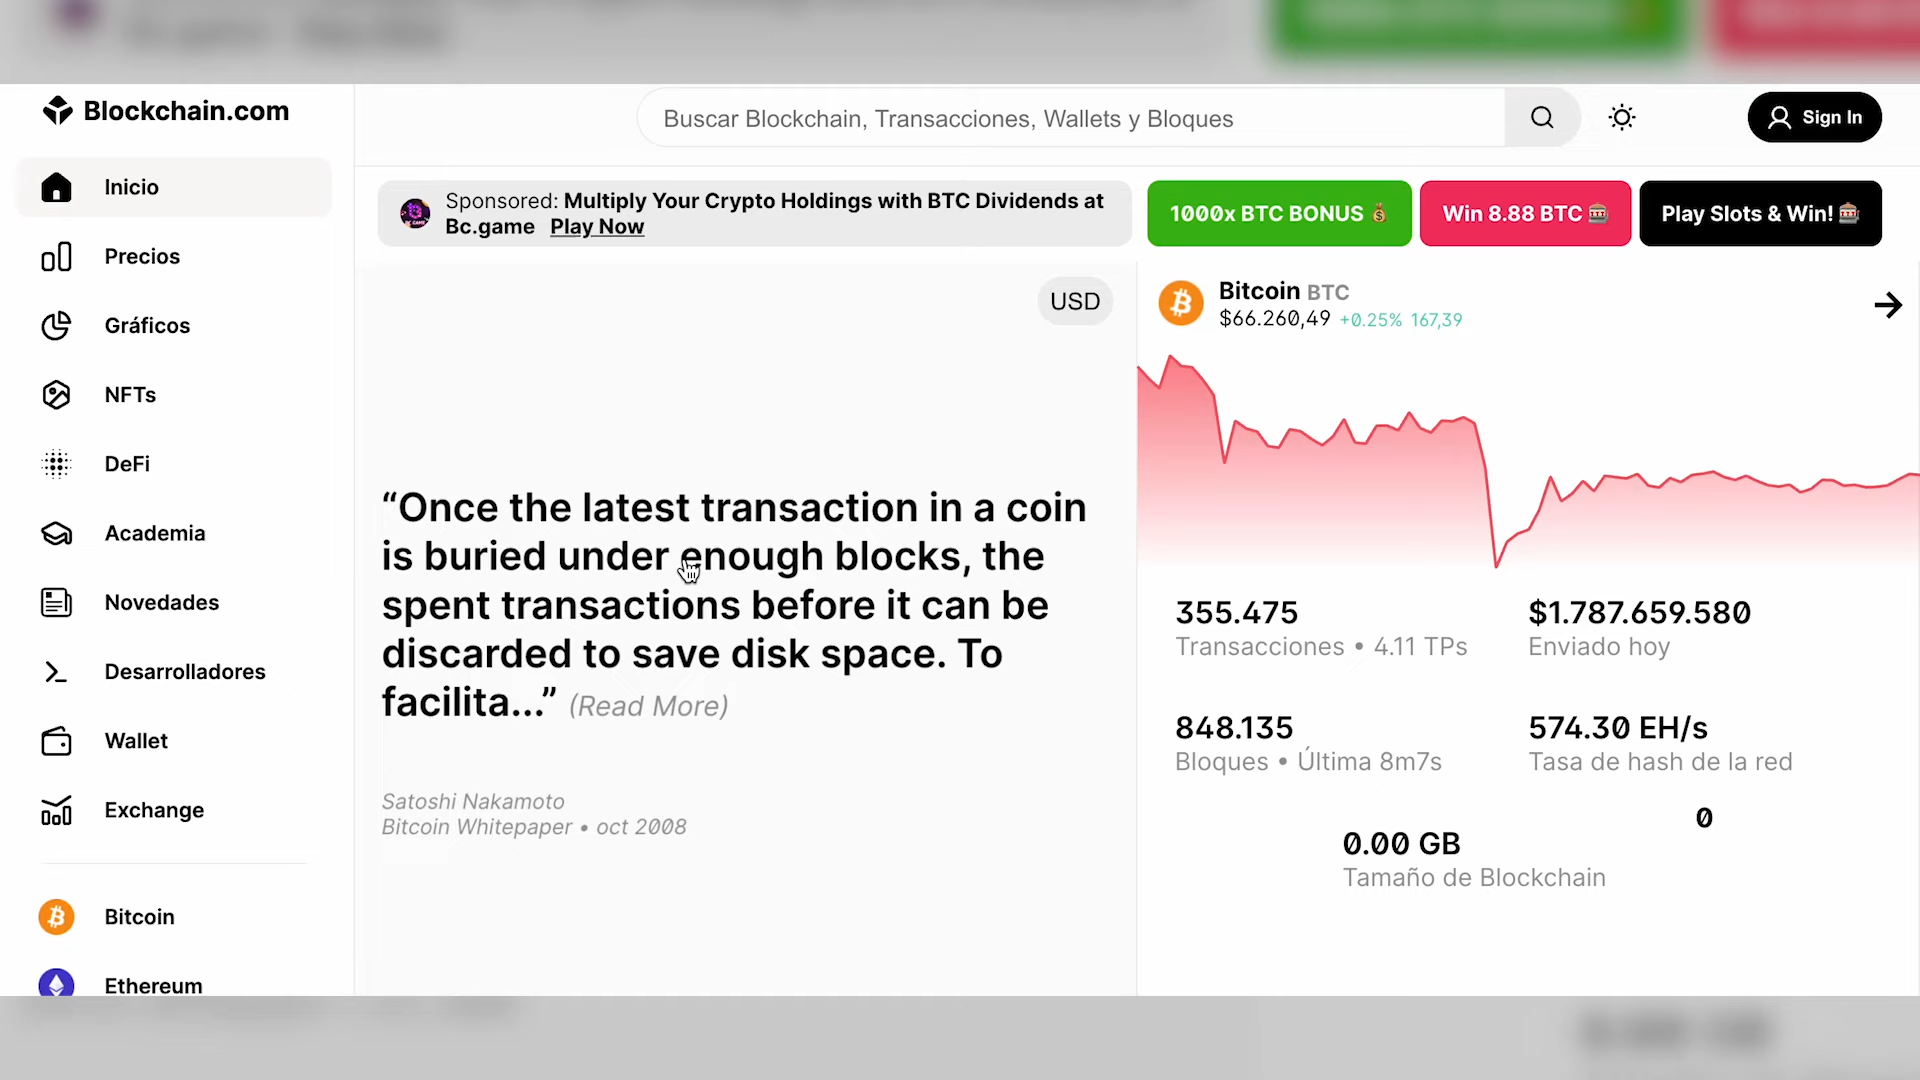 Blockchain.com
Buscar Blockchain, Transacciones, Wallets y Bloques
Sign In
Inicio
Precios
Gráficos
NFTs
DeFi
Academia
Novedades
Desarrolladores
Wallet
Exchange
Bitcoin
Ethereum
Sponsored: Multiply Your Crypto Holdings with BTC Dividends at
Bc.game Play Now
1000x BTC BONUS 💰
Win 8.88 BTC 🎰
Play Slots & Win! 🎰
USD
“Once the latest transaction in a coin
is buried under enough blocks, the
spent transactions before it can be
discarded to save disk space. To
facilita...” (Read More)
Satoshi Nakamoto
Bitcoin Whitepaper • oct 2008
Bitcoin BTC
$66.260,49 +0.25% 167,39
355.475
Transacciones • 4.11 TPs
$1.787.659.580
Enviado hoy
848.135
Bloques • Última 8m7s
574.30 EH/s
Tasa de hash de la red
0
0.00 GB
Tamaño de Blockchain